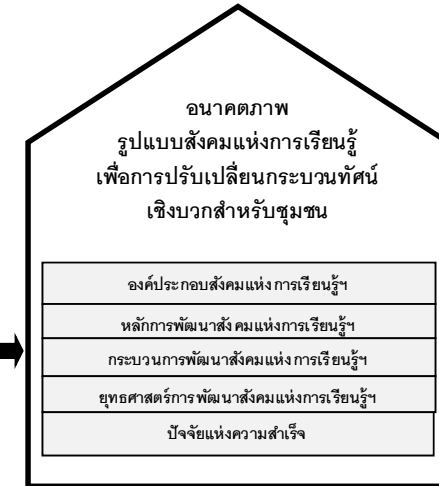 อนาคตภาพ
รูปแบบสังคมแห่งการเรียนรู้
เพื่อการปรับเปลี่ยนกระบวนทัศน์
เชิงบวกสำหรับชุมชน
องค์ประกอบสังคมแห่งการเรียนรู้ฯ
หลักการพัฒนาสังคมแห่งการเรียนรู้ฯ
กระบวนการพัฒนาสังคมแห่งการเรียนรู้ฯ
ยุทธศาสตร์การพัฒนาสังคมแห่งการเรียนรู้ฯ
ปัจจัยแห่งความสำเร็จ